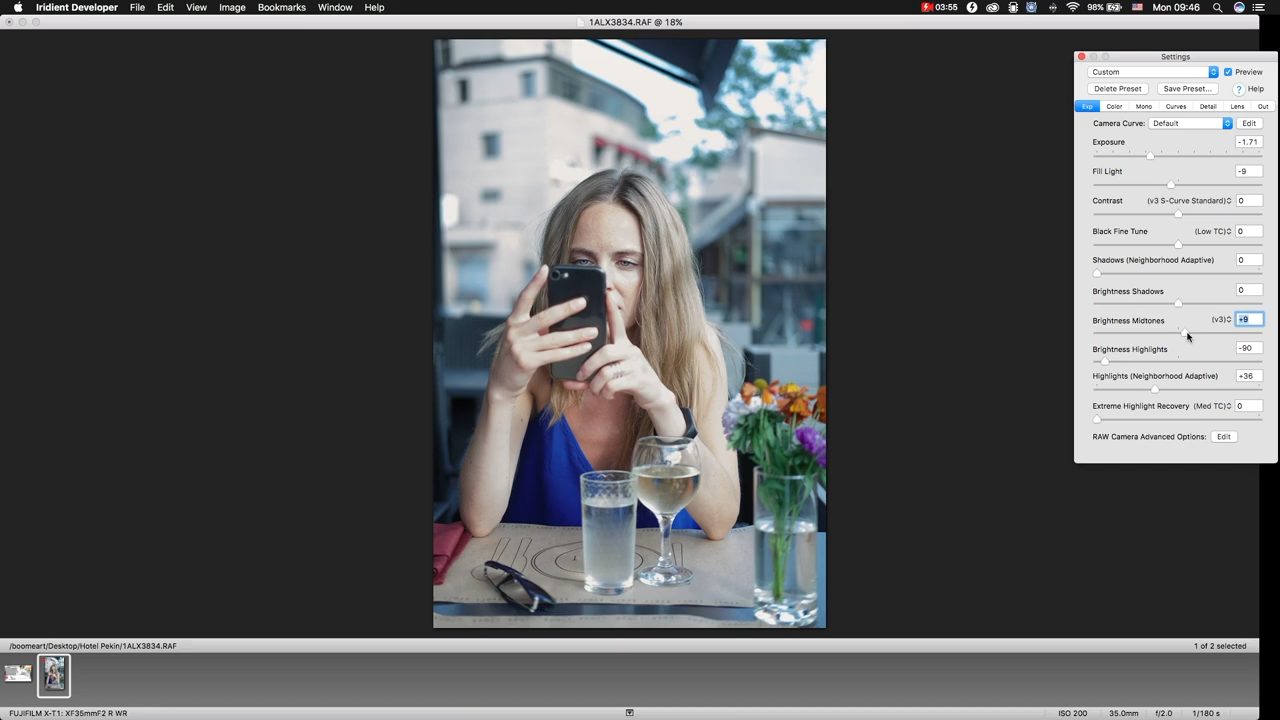 Iridient Developer File Edit View Image Bookmarks Window Help 03:55 98% Mon 09:46
1ALX3834.RAF @ 18%
Settings
Custom Preview
Delete Preset Save Preset... ? Help
Exp Color Mono Curves Detail Lens Out
Camera Curve: Default Edit
Exposure -1.71
Fill Light -9
Contrast (v3 S-Curve Standard) 0
Black Fine Tune (Low TC) 0
Shadows (Neighborhood Adaptive) 0
Brightness Shadows 0
Brightness Midtones (v3) +9
Brightness Highlights -90
Highlights (Neighborhood Adaptive) +36
Extreme Highlight Recovery (Med TC) 0
RAW Camera Advanced Options: Edit
/boomeart/Desktop/Hotel Pekin/1ALX3834.RAF 1 of 2 selected
FUJIFILM X-T1: XF35mmF2 R WR ISO 200 35.0mm f/2.0 1/180 s